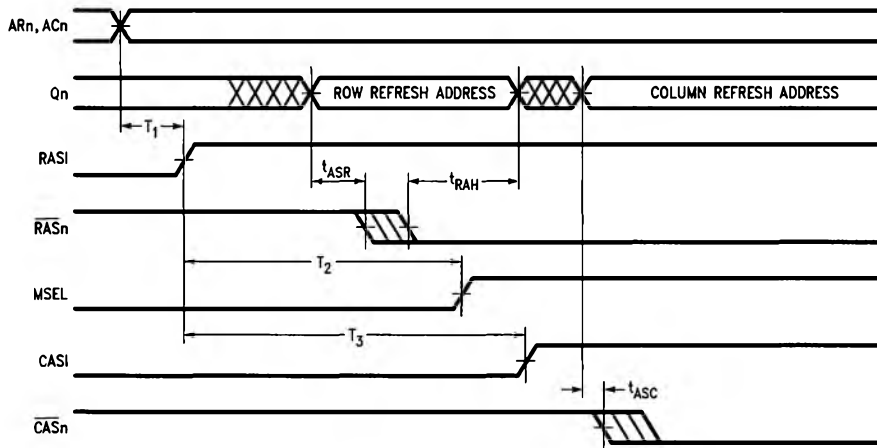 ARn, ACn
Qn
ROW REFRESH ADDRESS
COLUMN REFRESH ADDRESS
T1
RASI
tASR
tRAH
RASn
T2
MSEL
T3
CASI
tASC
CASn